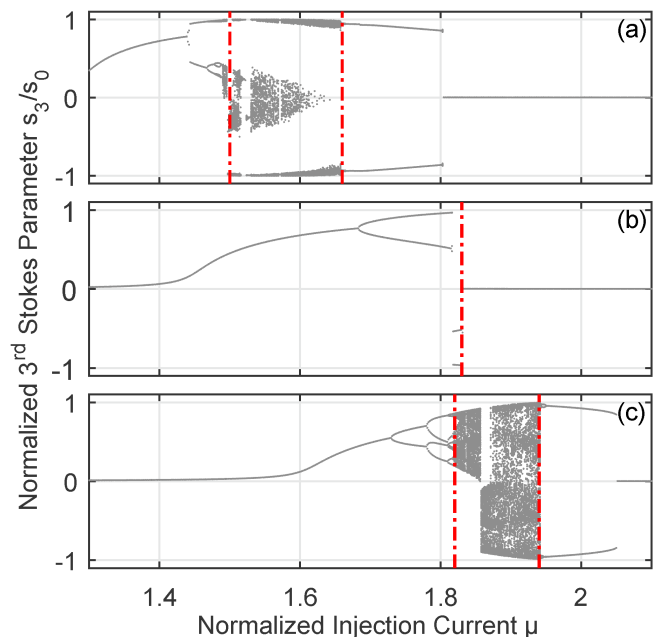 1
0
-1
(a)
1
0
-1
(b)
1
0
-1
(c)
Normalized 3rd Stokes Parameter s3/s0
1.4 1.6 1.8 2
Normalized Injection Current μ